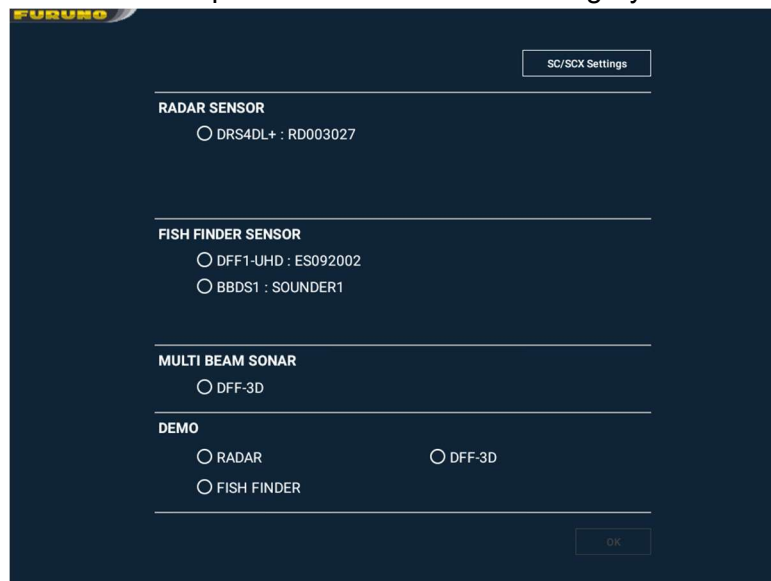 FURUNO
SC/SCX Settings
RADAR SENSOR
DRS4DL+ : RD003027
FISH FINDER SENSOR
DFF1-UHD : ES092002
BBDS1 : SOUNDER1
MULTI BEAM SONAR
DFF-3D
DEMO
RADAR DFF-3D
FISH FINDER
OK